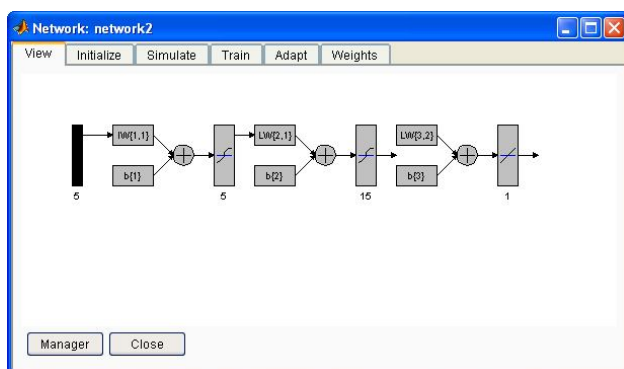 Network: network2
View Initialize Simulate Train Adapt Weights
IW{1,1} LW{2,1} LW{3,2}
b{1} b{2} b{3}
5 5 15 1
Manager Close